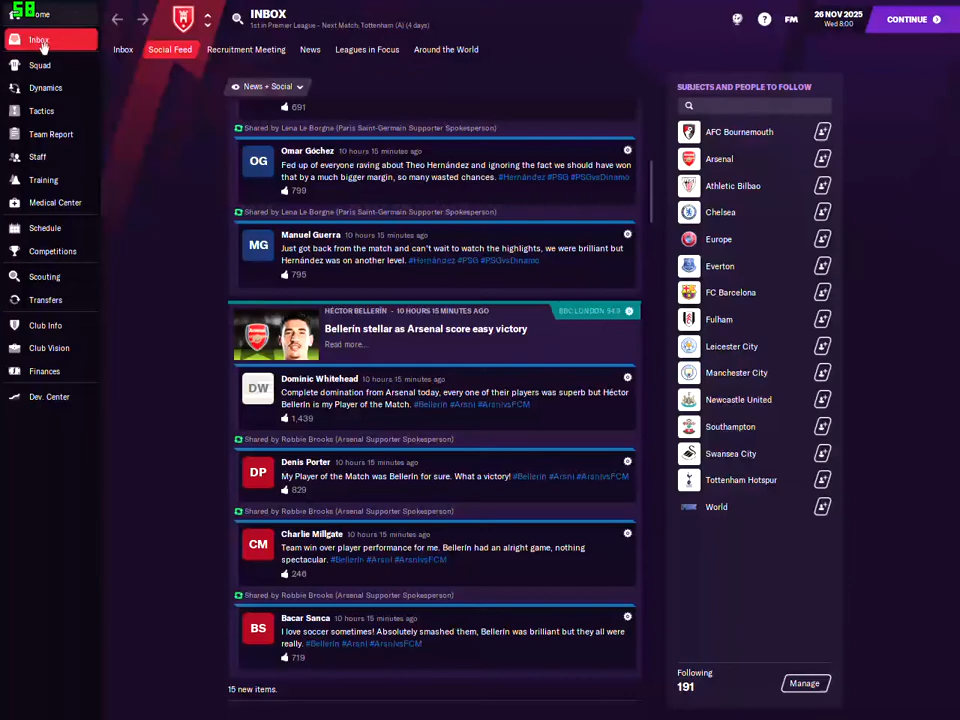 58
ome
INBOX
1st in Premier League - Next Match: Tottenham (A) (4 days)
FM
26 NOV 2025
Wed 8:00
CONTINUE
Inbox
Squad
Dynamics
Tactics
Team Report
Staff
Training
Medical Center
Schedule
Competitions
Scouting
Transfers
Club Info
Club Vision
Finances
Dev. Center
Inbox
Social Feed
Recruitment Meeting
News
Leagues in Focus
Around the World
News + Social
691
Shared by Lena Le Borgne (Paris Saint-Germain Supporter Spokesperson)
OG
Omar Góchez 10 hours 15 minutes ago
Fed up of everyone raving about Theo Hernández and ignoring the fact we should have won
that by a much bigger margin, so many wasted chances. #Hernández #PSG #PSGvsDinamo
799
Shared by Lena Le Borgne (Paris Saint-Germain Supporter Spokesperson)
MG
Manuel Guerra 10 hours 15 minutes ago
Just got back from the match and can't wait to watch the highlights, we were brilliant but
Hernández was on another level. #Hernández #PSG #PSGvsDinamo
795
HÉCTOR BELLERÍN - 10 HOURS 15 MINUTES AGO
BBC LONDON 94.9
Bellerín stellar as Arsenal score easy victory
Read more...
DW
Dominic Whitehead 10 hours 15 minutes ago
Complete domination from Arsenal today, every one of their players was superb but Héctor
Bellerín is my Player of the Match. #Bellerín #Arsnl #ArsnlvsFCM
1,439
Shared by Robbie Brooks (Arsenal Supporter Spokesperson)
DP
Denis Porter 10 hours 15 minutes ago
My Player of the Match was Bellerín for sure. What a victory! #Bellerín #Arsnl #ArsnlvsFCM
829
Shared by Robbie Brooks (Arsenal Supporter Spokesperson)
CM
Charlie Millgate 10 hours 15 minutes ago
Team win over player performance for me. Bellerín had an alright game, nothing
spectacular. #Bellerín #Arsnl #ArsnlvsFCM
246
Shared by Robbie Brooks (Arsenal Supporter Spokesperson)
BS
Bacar Sanca 10 hours 15 minutes ago
I love soccer sometimes! Absolutely smashed them, Bellerín was brilliant but they all were
really. #Bellerín #Arsnl #ArsnlvsFCM
719
15 new items.
SUBJECTS AND PEOPLE TO FOLLOW
AFC Bournemouth
Arsenal
Athletic Bilbao
Chelsea
Europe
Everton
FC Barcelona
Fulham
Leicester City
Manchester City
Newcastle United
Southampton
Swansea City
Tottenham Hotspur
World
Following
191
Manage